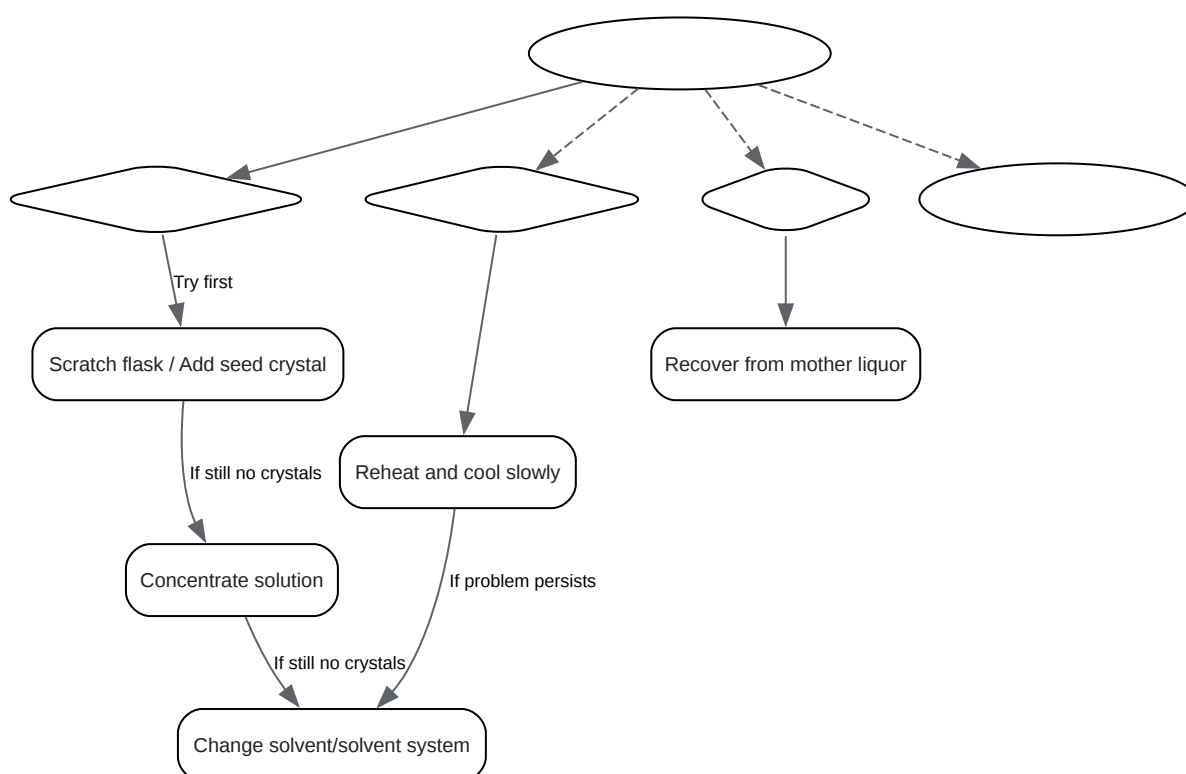 Try first
Scratch flask / Add seed crystal
Recover from mother liquor
If still no crystals
Reheat and cool slowly
Concentrate solution
If problem persists
If still no crystals
Change solvent/solvent system